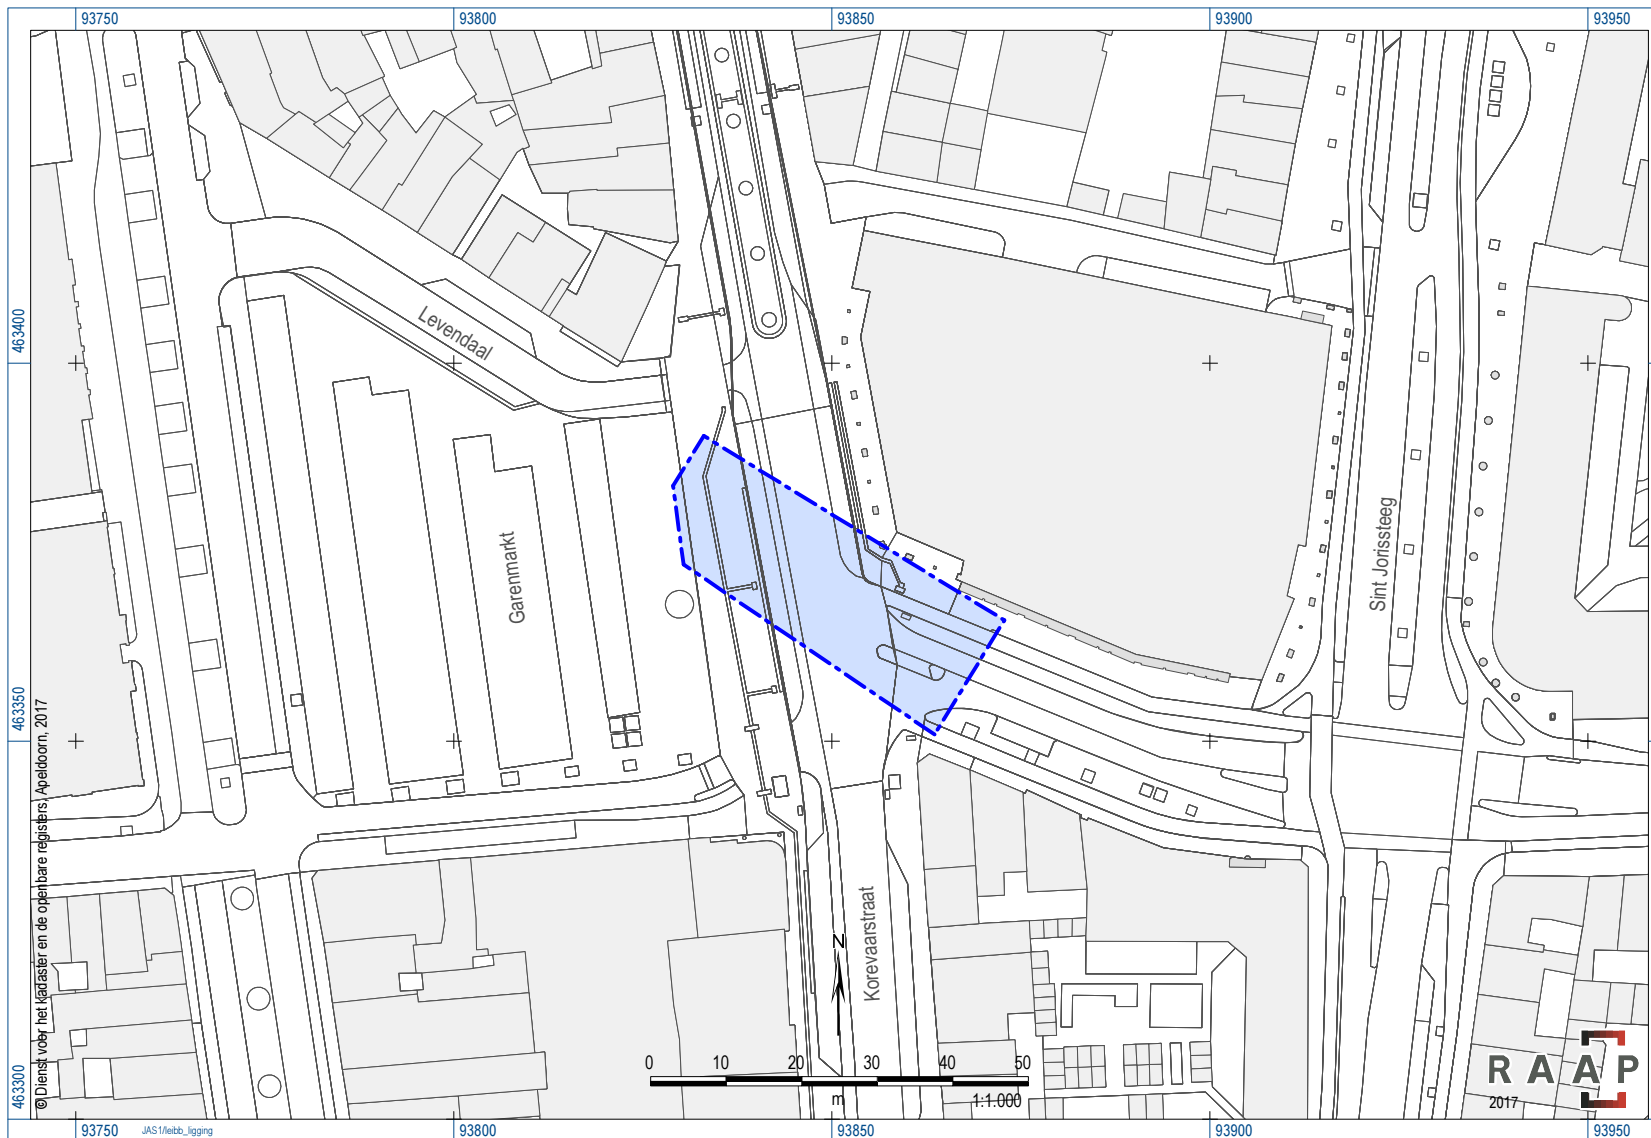 93750
93800
93850
93900
93950
463400
463350
463300
Levendaal
Garenmarkt
Sint Jorissteeg
Korevaarstraat
© Dienst voor het kadaster en de openbare registers, Apeldoorn, 2017
N
0 10 20 30 40 50
m 1:1.000
RAAP
2017
93750
JAS1/leibb_ligging
93800
93850
93900
93950